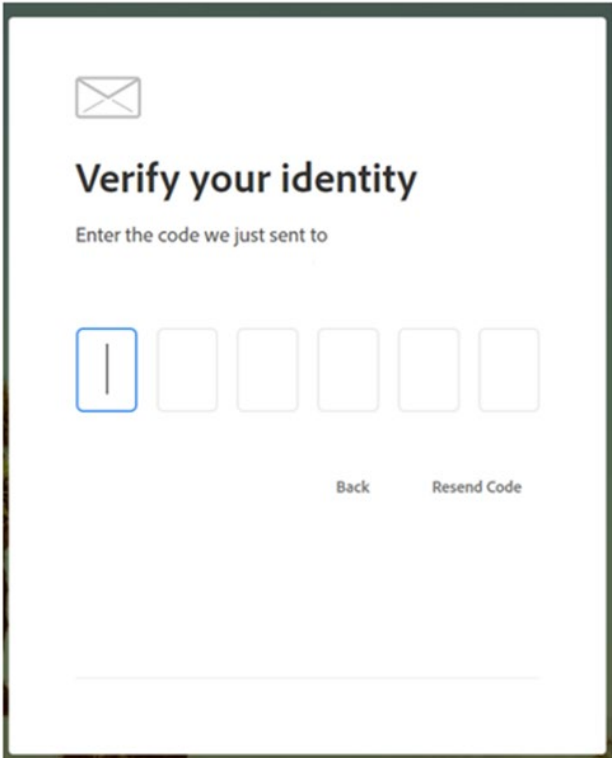 Verify your identity
Enter the code we just sent to
Back Resend Code